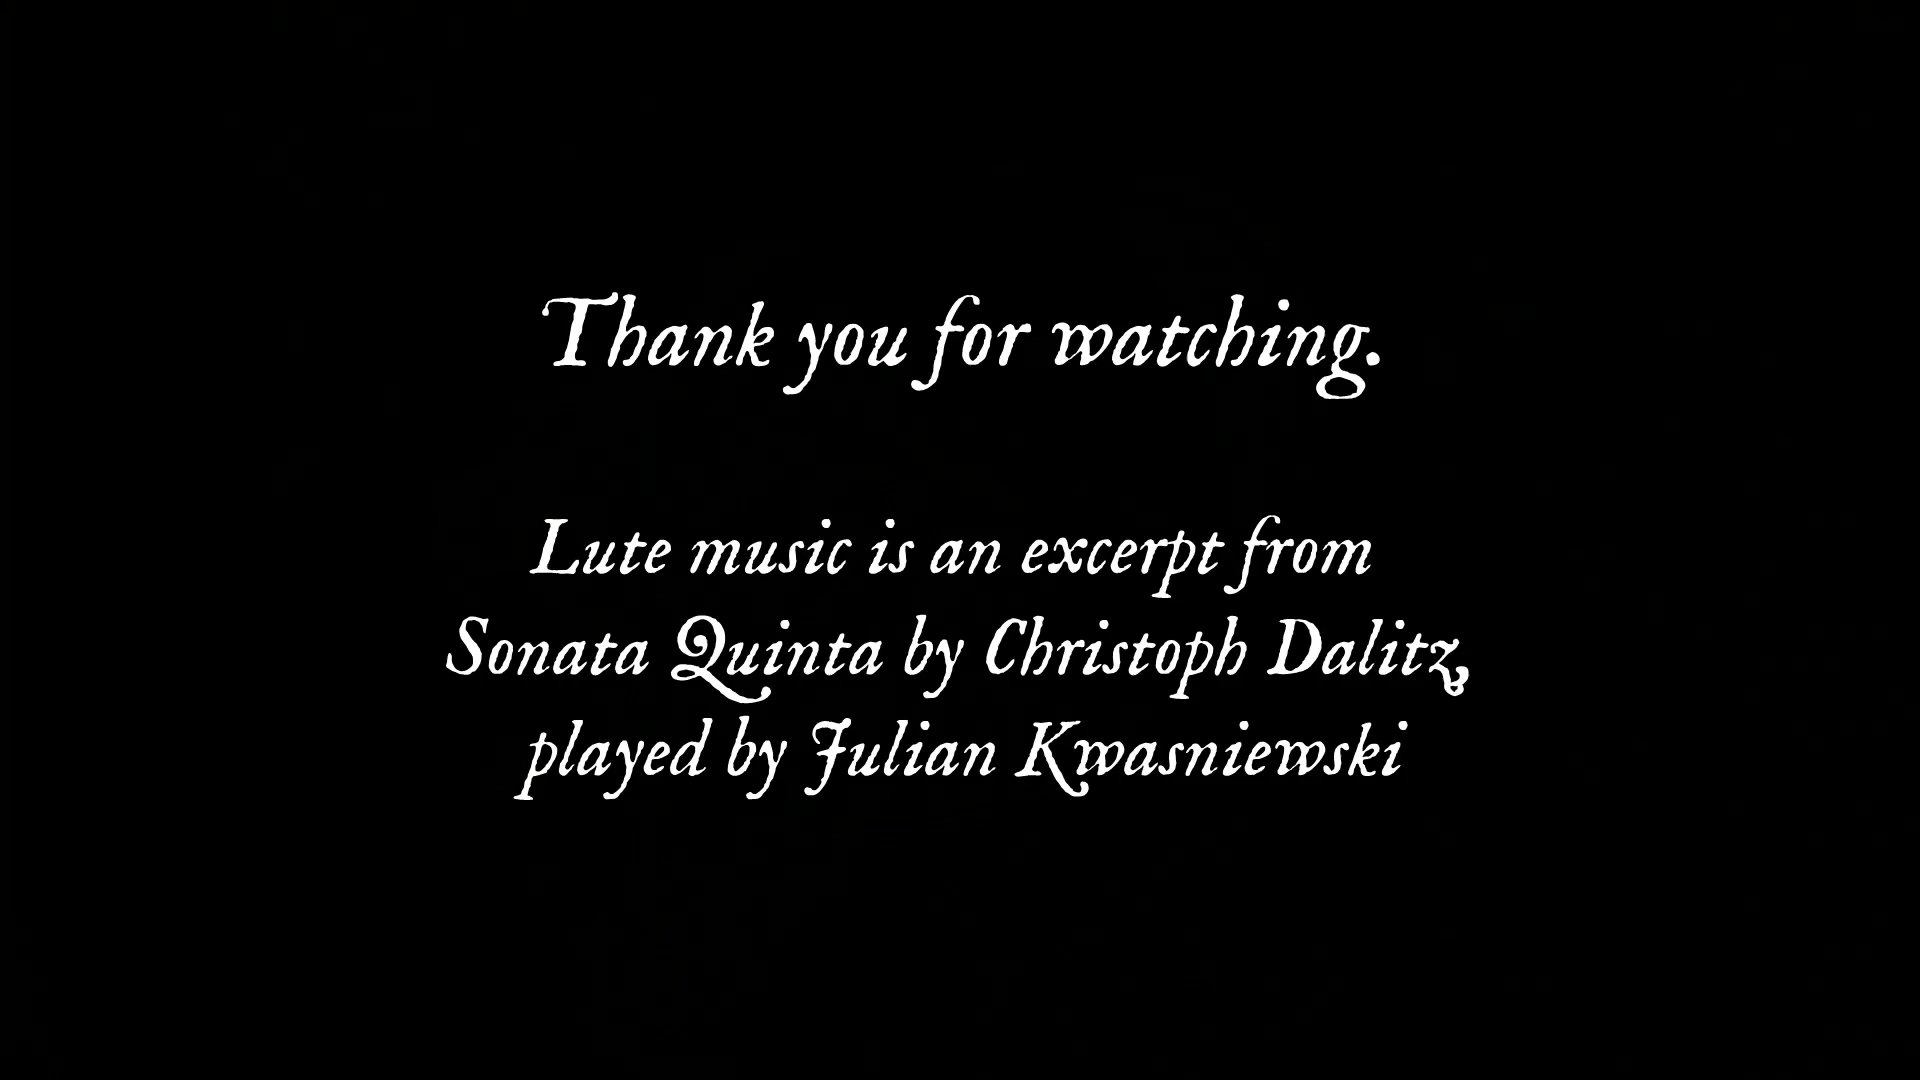 Thank you for watching.
Lute music is an excerpt from
Sonata Quinta by Christoph Dalitz,
played by Julian Kwasniewski